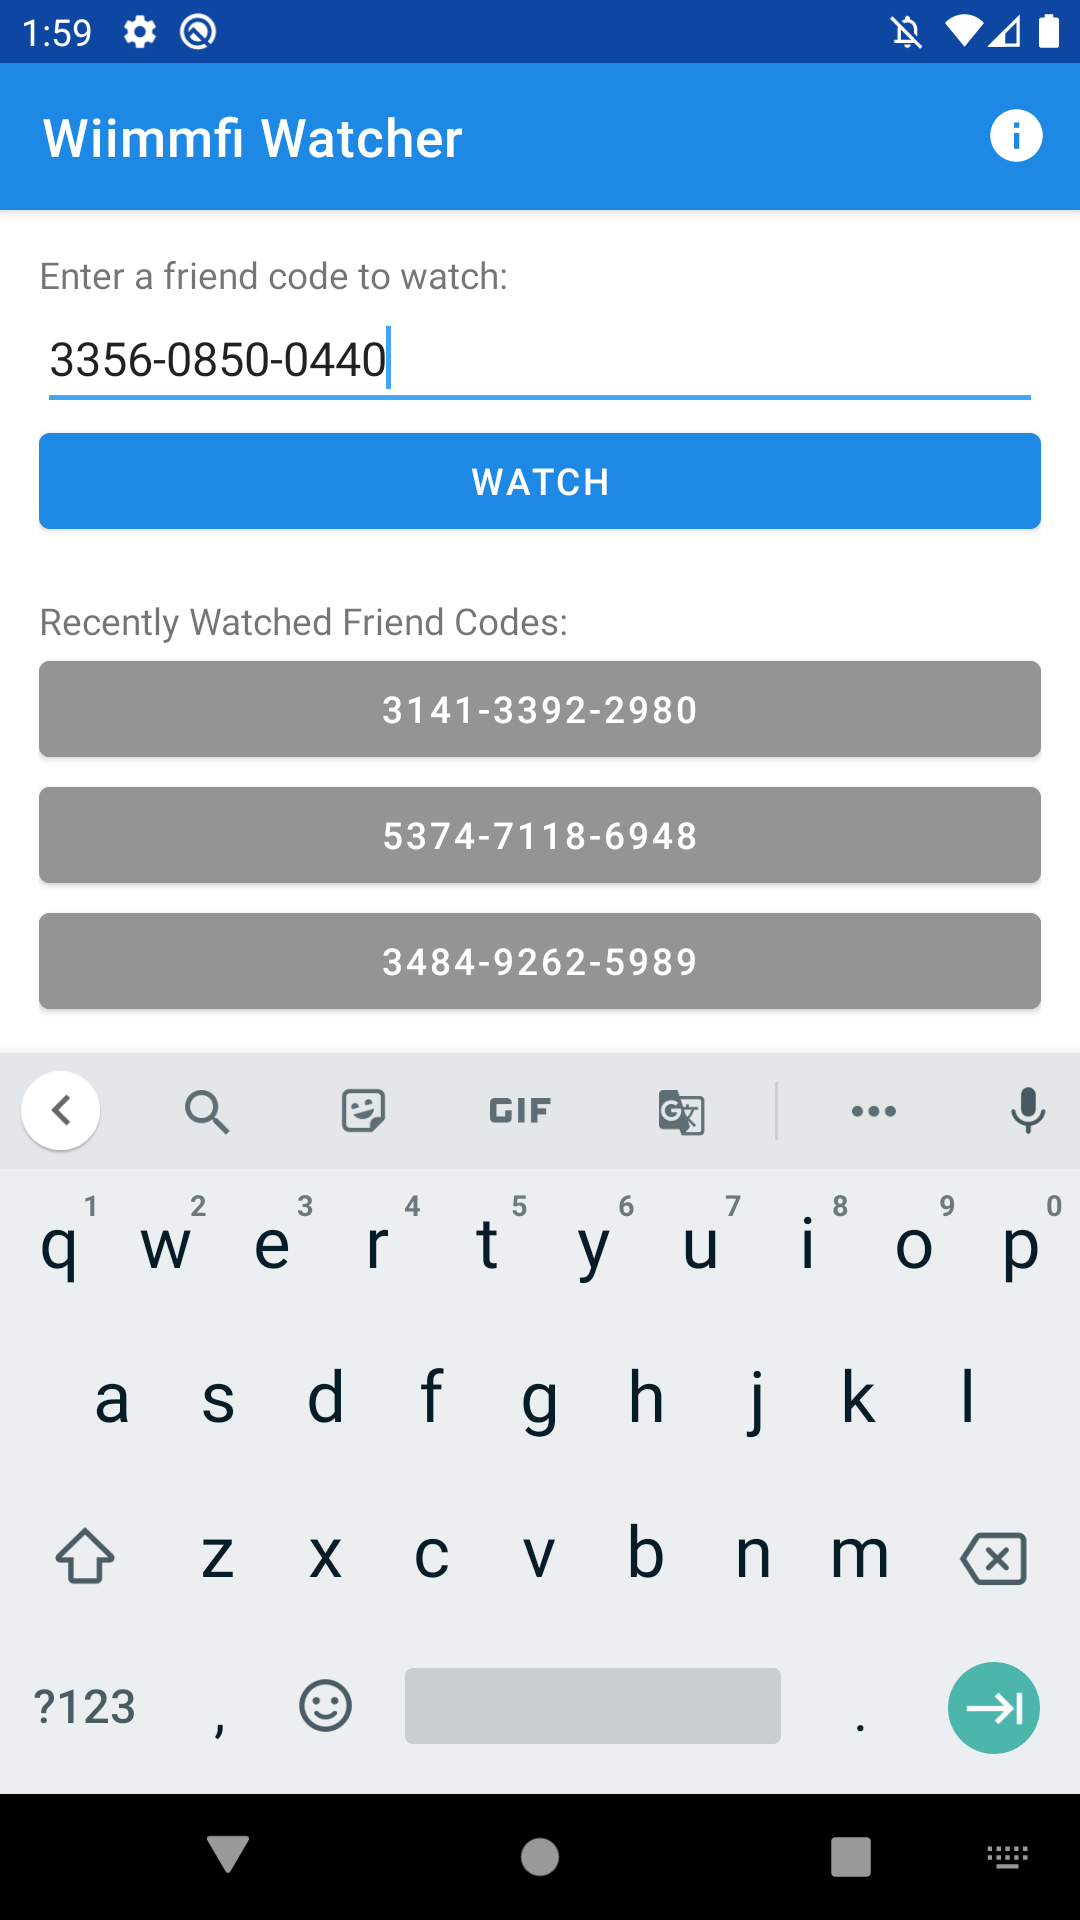 1:59
Wiimmfi Watcher
Enter a friend code to watch:
3356-0850-0440
WATCH
Recently Watched Friend Codes:
3141-3392-2980
5374-7118-6948
3484-9262-5989
GIF
1 2 3 4 5 6 7 8 9 0
q w e r t y u i o p
a s d f g h j k l
z x c v b n m
?123 , .